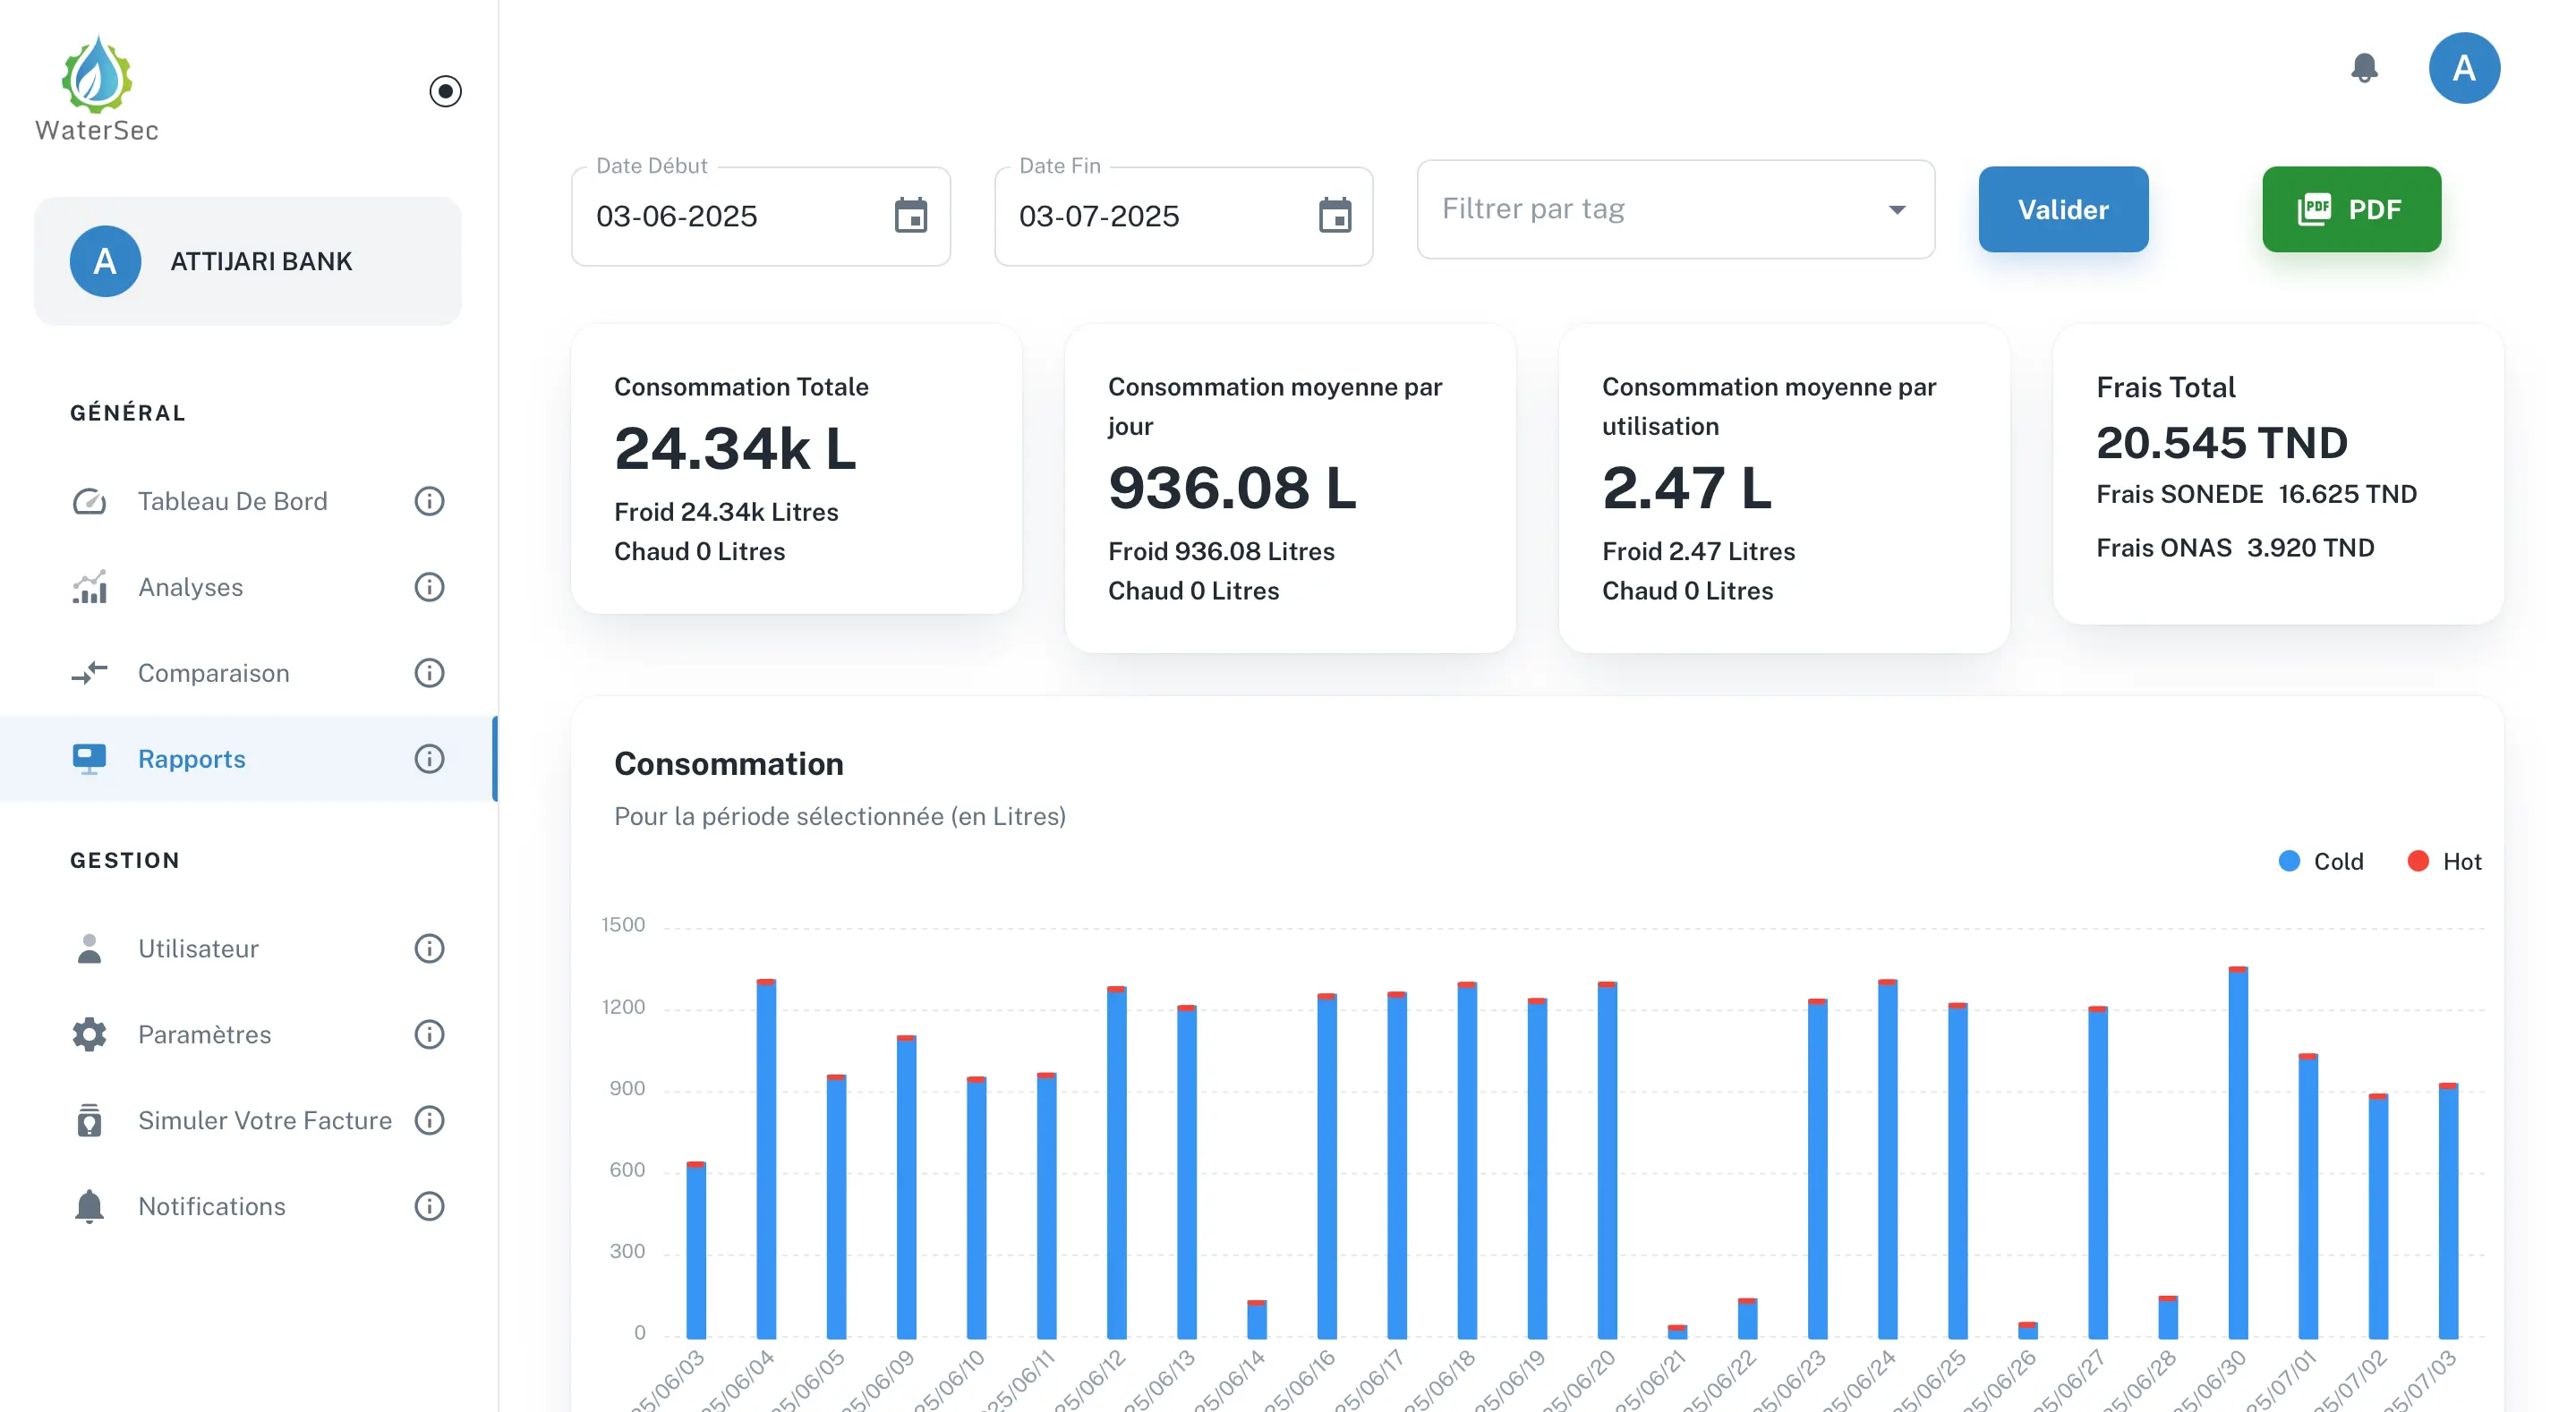 WaterSec
A
A
ATTIJARI BANK
GÉNÉRAL
Tableau De Bord
Analyses
Comparaison
Rapports
GESTION
Utilisateur
Paramètres
Simuler Votre Facture
Notifications
Date Début
03-06-2025
Date Fin
03-07-2025
Filtrer par tag
Valider
PDF PDF
Consommation Totale
24.34k L
Froid 24.34k Litres
Chaud 0 Litres
Consommation moyenne par
jour
936.08 L
Froid 936.08 Litres
Chaud 0 Litres
Consommation moyenne par
utilisation
2.47 L
Froid 2.47 Litres
Chaud 0 Litres
Frais Total
20.545 TND
Frais SONEDE 16.625 TND
Frais ONAS 3.920 TND
Consommation
Pour la période sélectionnée (en Litres)
Cold
Hot
1500
1200
900
600
300
0
25/06/03
25/06/04
25/06/05
25/06/09
25/06/10
025/06/11
25/06/12
25/06/13
25/06/14
25/06/16
25/06/17
25/06/18
25/06/19
25/06/20
25/06/21
25/06/22
25/06/23
25/06/24
25/06/25
25/06/26
25/06/27
25/06/28
25/06/30
25/07/01
25/07/02
25/07/03